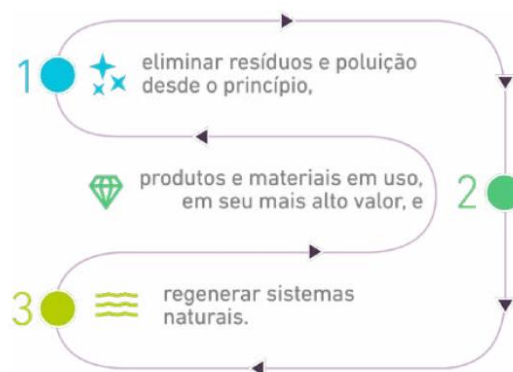 1
eliminar resíduos e poluição
desde o princípio,
produtos e materiais em uso,
em seu mais alto valor, e
2
3
regenerar sistemas
naturais.